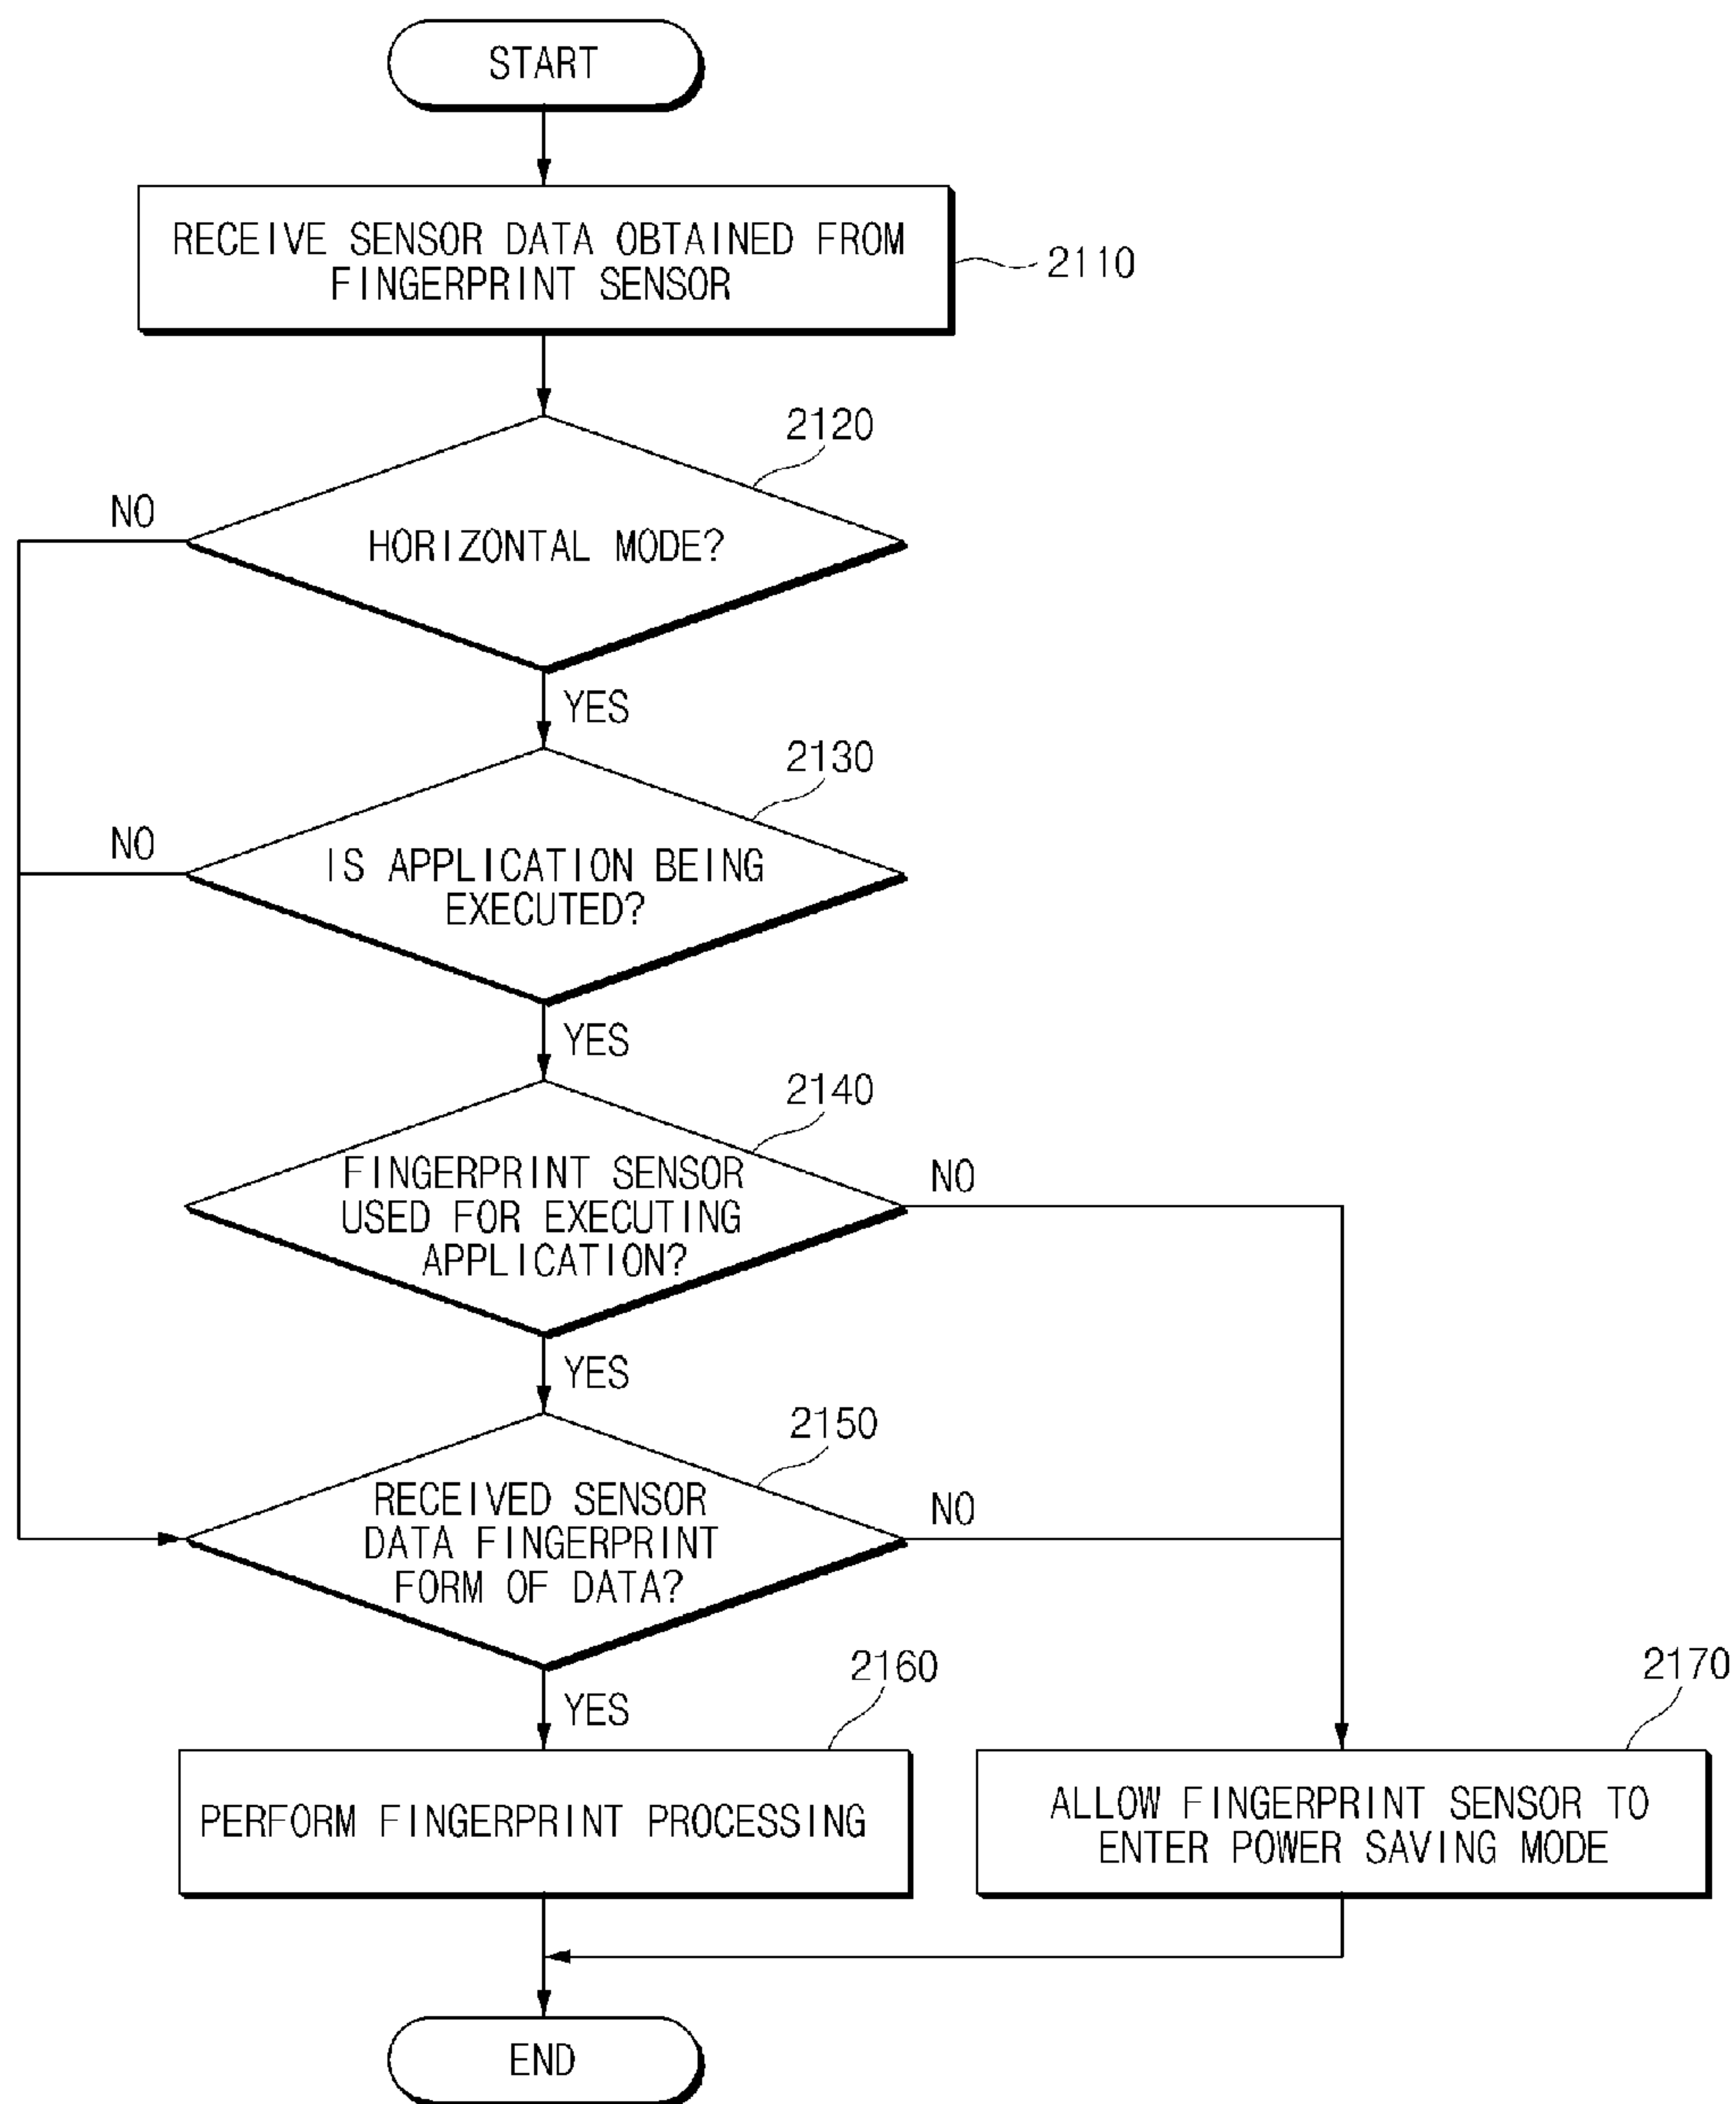 START
RECEIVE SENSOR DATA OBTAINED FROM
FINGERPRINT SENSOR
2110
2120
NO
HORIZONTAL MODE?
YES
2130
NO
IS APPLICATION BEING
EXECUTED?
YES
2140
FINGERPRINT SENSOR
USED FOR EXECUTING
APPLICATION?
NO
YES
2150
RECEIVED SENSOR
DATA FINGERPRINT
FORM OF DATA?
NO
YES
2160
2170
PERFORM FINGERPRINT PROCESSING
ALLOW FINGERPRINT SENSOR TO
ENTER POWER SAVING MODE
END